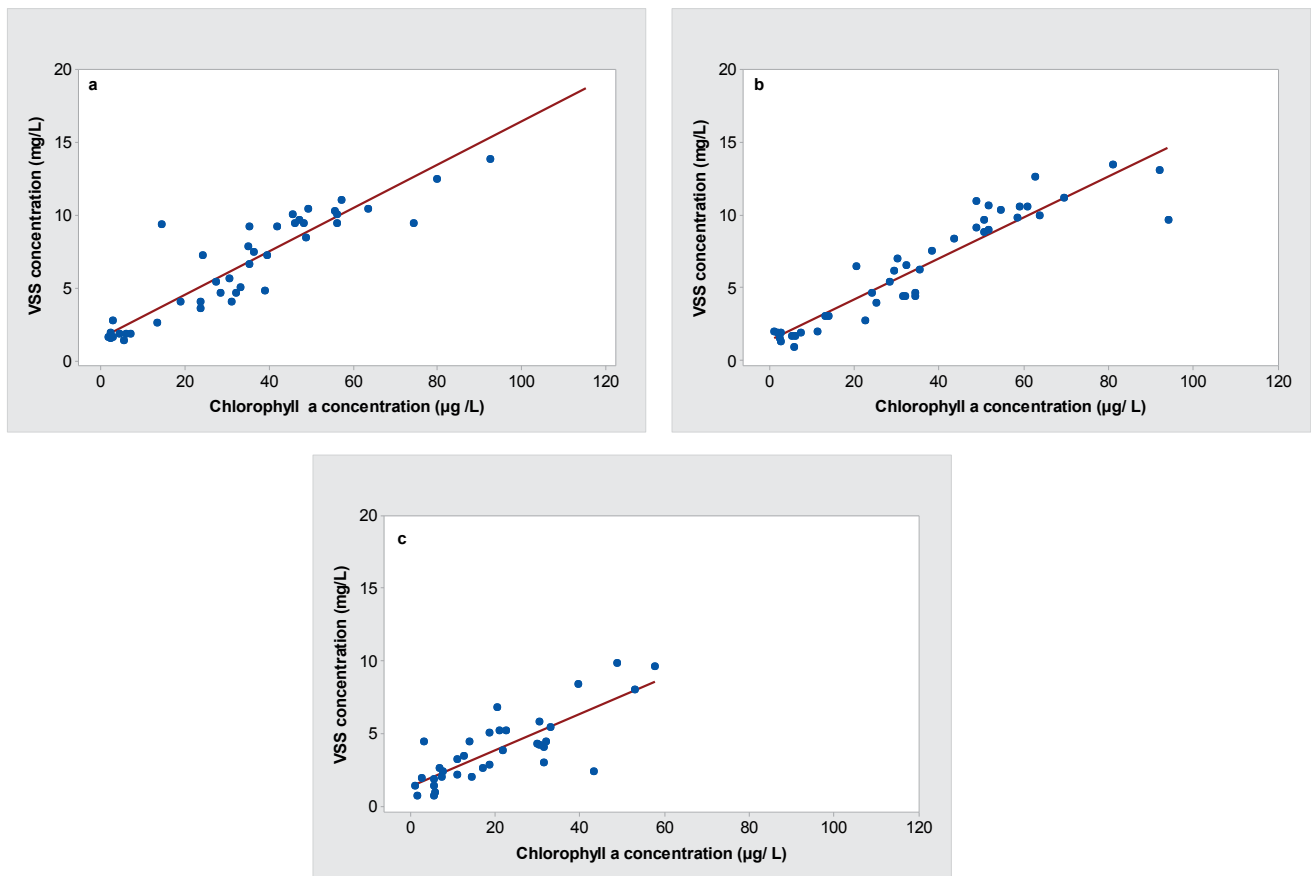 a
20
15
10
5
0
VSS concentration (mg/L)
0 20 40 60 80 100 120
Chlorophyll a concentration (µg /L)
b
20
15
10
5
0
VSS concentration (mg/L)
0 20 40 60 80 100 120
Chlorophyll a concentration (µg/ L)
c
20
15
10
5
0
VSS concentration (mg/L)
0 20 40 60 80 100 120
Chlorophyll a concentration (µg/ L)